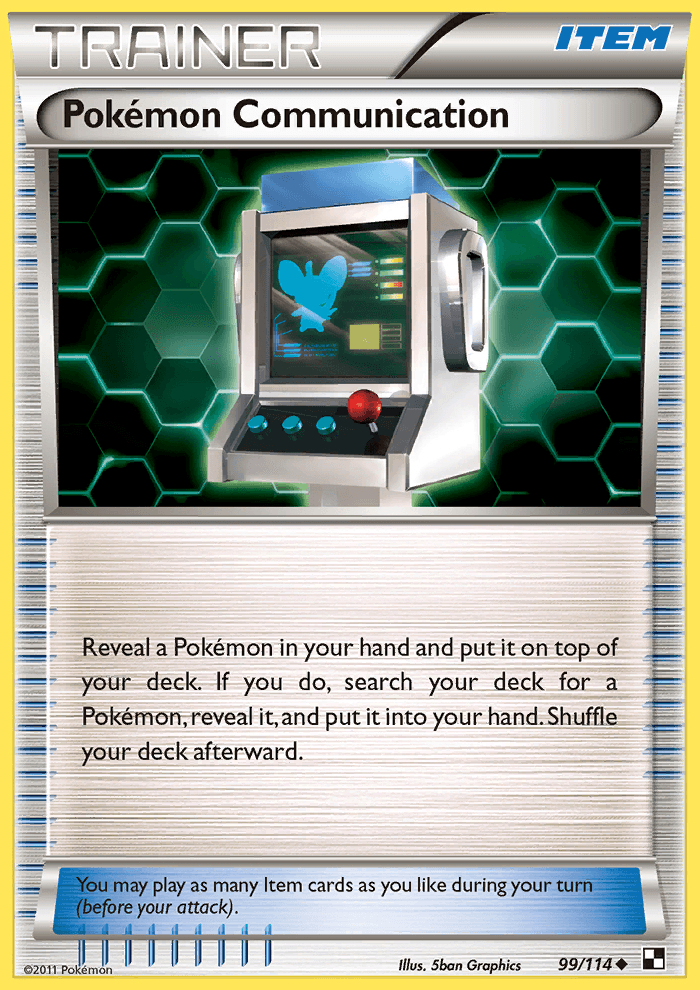 TRAINER
ITEM
Pokémon Communication
Reveal a Pokémon in your hand and put it on top of
your deck. If you do, search your deck for a
Pokémon, reveal it, and put it into your hand. Shuffle
your deck afterward.
You may play as many Item cards as you like during your turn
(before your attack).
©2011 Pokémon
Illus. 5ban Graphics
99/114